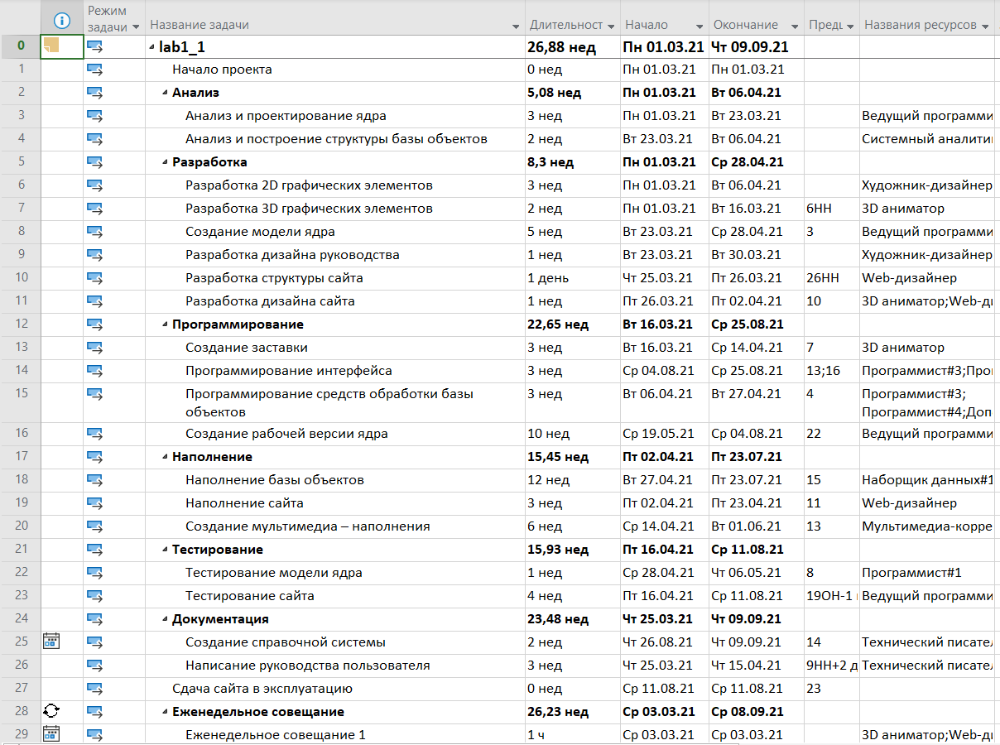 Режим задачи Название задачи Длительност Начало Окончание Предц Названия ресурсов
0 lab1_1 26,88 нед Пн 01.03.21 Чт 09.09.21
1 Начало проекта 0 нед Пн 01.03.21 Пн 01.03.21
2 Анализ 5,08 нед Пн 01.03.21 Вт 06.04.21
3 Анализ и проектирование ядра 3 нед Пн 01.03.21 Вт 23.03.21 Ведущий программи
4 Анализ и построение структуры базы объектов 2 нед Вт 23.03.21 Вт 06.04.21 Системный аналити
5 Разработка 8,3 нед Пн 01.03.21 Ср 28.04.21
6 Разработка 2D графических элементов 3 нед Пн 01.03.21 Вт 06.04.21 Художник-дизайнер
7 Разработка 3D графических элементов 2 нед Пн 01.03.21 Вт 16.03.21 6НН 3D аниматор
8 Создание модели ядра 5 нед Вт 23.03.21 Ср 28.04.21 3 Ведущий программи
9 Разработка дизайна руководства 1 нед Вт 23.03.21 Вт 30.03.21 Художник-дизайнер
10 Разработка структуры сайта 1 день Чт 25.03.21 Пт 26.03.21 26НН Web-дизайнер
11 Разработка дизайна сайта 1 нед Пт 26.03.21 Пт 02.04.21 10 3D аниматор;Web-ди
12 Программирование 22,65 нед Вт 16.03.21 Ср 25.08.21
13 Создание заставки 3 нед Вт 16.03.21 Ср 14.04.21 7 3D аниматор
14 Программирование интерфейса 3 нед Ср 04.08.21 Ср 25.08.21 13;16 Программист#3;Про
15 Программирование средств обработки базы 3 нед Вт 06.04.21 Вт 27.04.21 4 Программист#3;
объектов Программист#4;Доп
16 Создание рабочей версии ядра 10 нед Ср 19.05.21 Ср 04.08.21 22 Ведущий программи
17 Наполнение 15,45 нед Пт 02.04.21 Пт 23.07.21
18 Наполнение базы объектов 12 нед Вт 27.04.21 Пт 23.07.21 15 Наборщик данных#1
19 Наполнение сайта 3 нед Пт 02.04.21 Пт 23.04.21 11 Web-дизайнер
20 Создание мультимедиа – наполнения 6 нед Ср 14.04.21 Вт 01.06.21 13 Мультимедиа-корре
21 Тестирование 15,93 нед Пт 16.04.21 Ср 11.08.21
22 Тестирование модели ядра 1 нед Ср 28.04.21 Чт 06.05.21 8 Программист#1
23 Тестирование сайта 4 нед Пт 16.04.21 Ср 11.08.21 19ОН-1 Ведущий программи
24 Документация 23,48 нед Чт 25.03.21 Чт 09.09.21
25 Создание справочной системы 2 нед Чт 26.08.21 Чт 09.09.21 14 Технический писател
26 Написание руководства пользователя 3 нед Чт 25.03.21 Чт 15.04.21 9НН+2 д Технический писател
27 Сдача сайта в эксплуатацию 0 нед Ср 11.08.21 Ср 11.08.21 23
28 Еженедельное совещание 26,23 нед Ср 03.03.21 Ср 08.09.21
29 Еженедельное совещание 1 1 ч Ср 03.03.21 Ср 03.03.21 3D аниматор;Web-ди